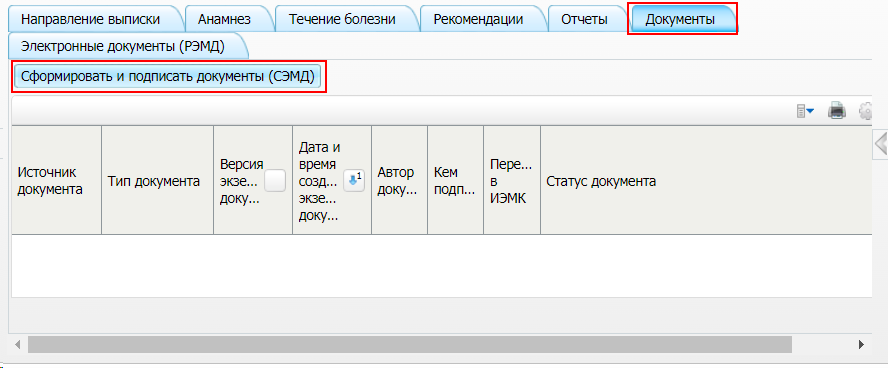 Направление выписки
Анамнез
Течение болезни
Рекомендации
Отчеты
Документы
Электронные документы (РЭМД)
Сформировать и подписать документы (СЭМД)
Источник
документа
Тип документа
Версия
экзе...
доку...
Дата и
время
созд...
экзе...
доку...
1
Автор
доку...
Кем
подп...
Пере...
в
ИЭМК
Статус документа